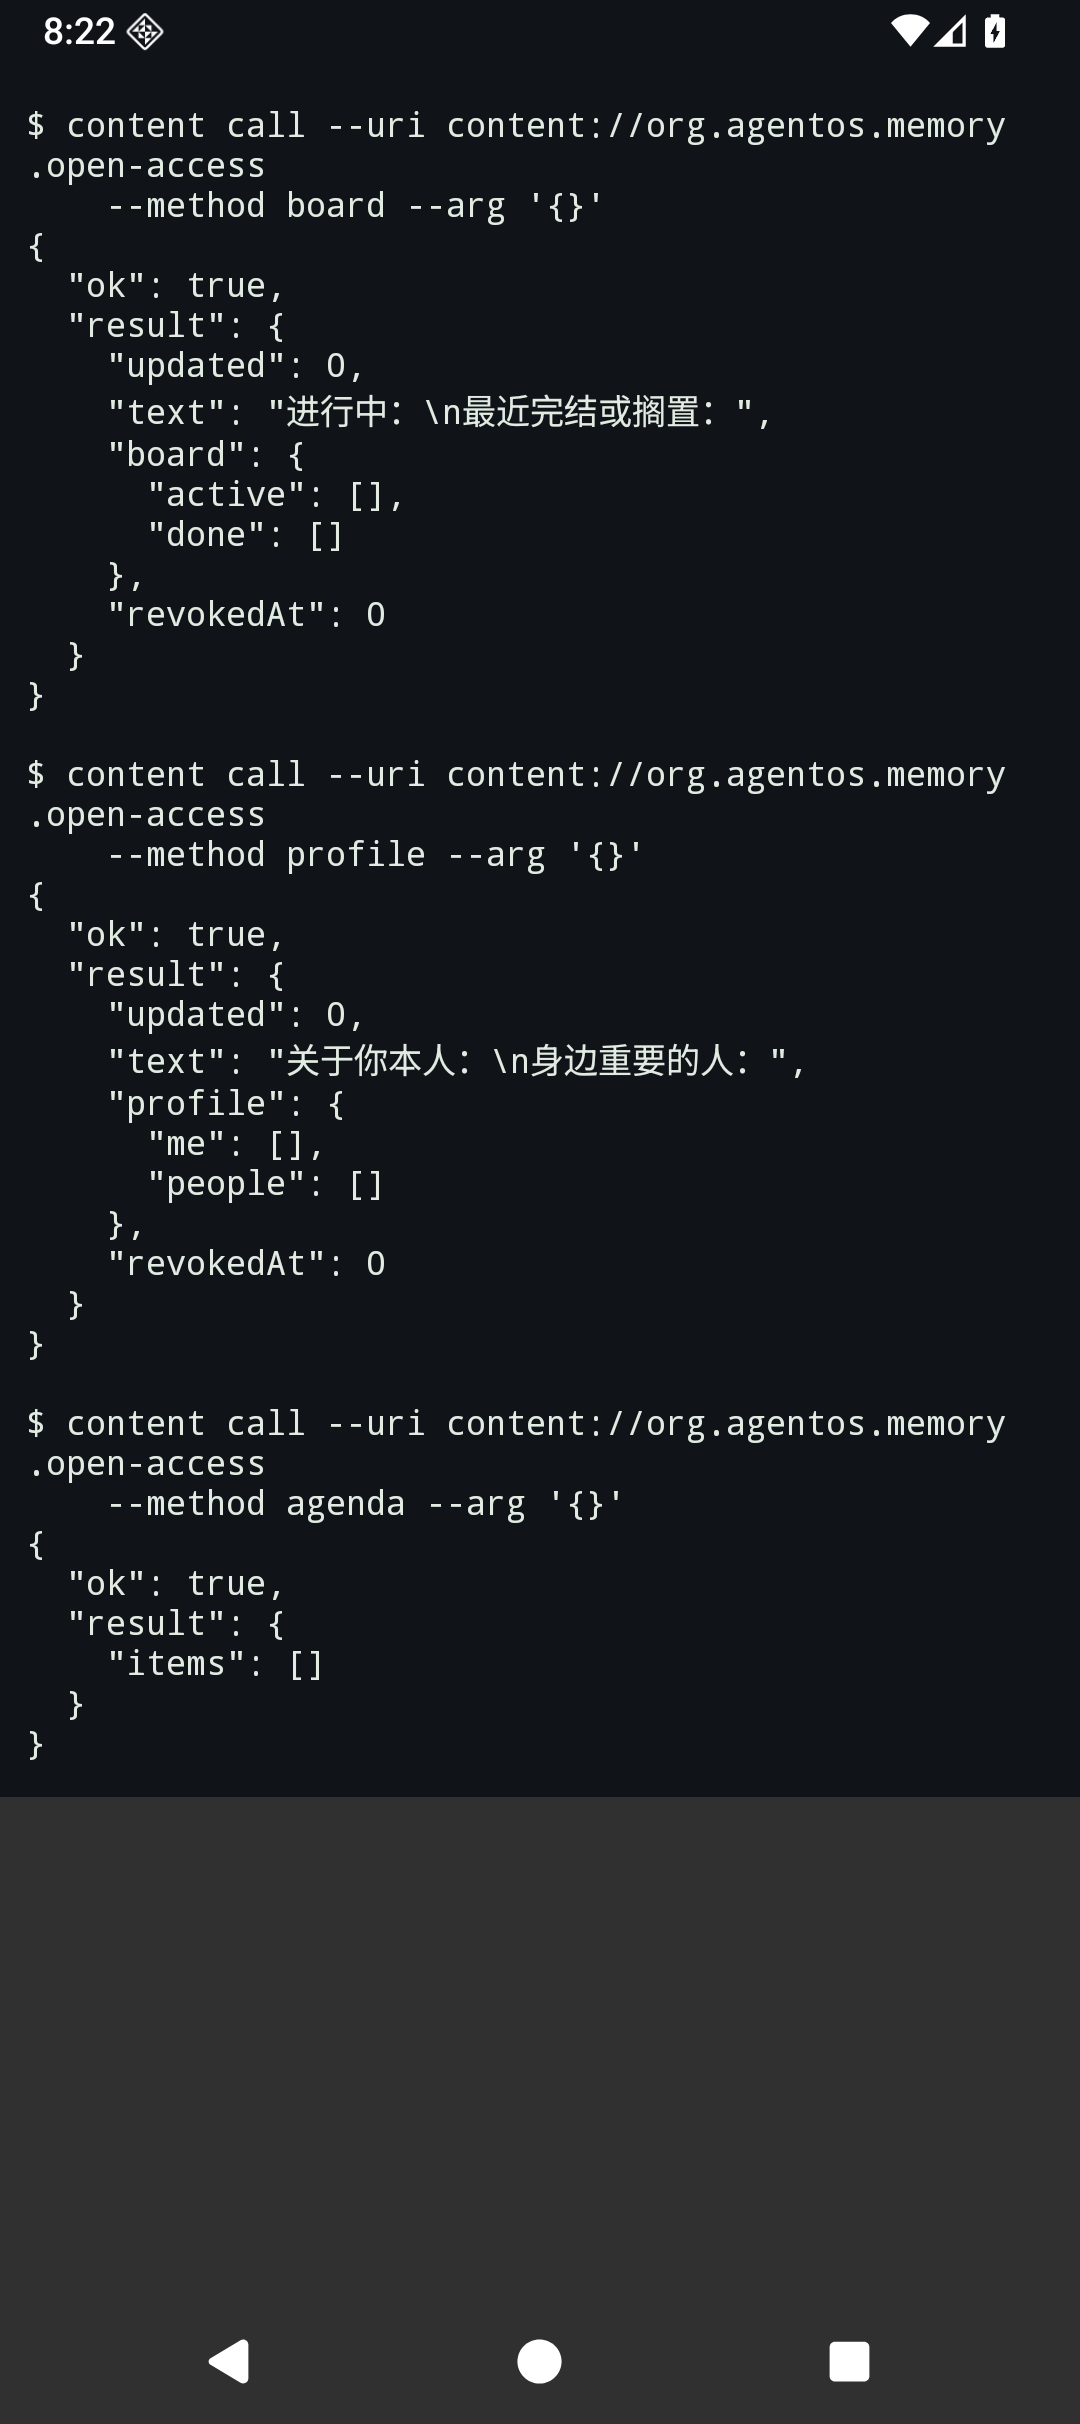 8:22
$ content call --uri content://org.agentos.memory
.open-access
    --method board --arg '{}'
{
  "ok": true,
  "result": {
    "updated": 0,
    "text": "进行中：\n最近完结或搁置：",
    "board": {
      "active": [],
      "done": []
    },
    "revokedAt": 0
  }
}

$ content call --uri content://org.agentos.memory
.open-access
    --method profile --arg '{}'
{
  "ok": true,
  "result": {
    "updated": 0,
    "text": "关于你本人：\n身边重要的人：",
    "profile": {
      "me": [],
      "people": []
    },
    "revokedAt": 0
  }
}

$ content call --uri content://org.agentos.memory
.open-access
    --method agenda --arg '{}'
{
  "ok": true,
  "result": {
    "items": []
  }
}